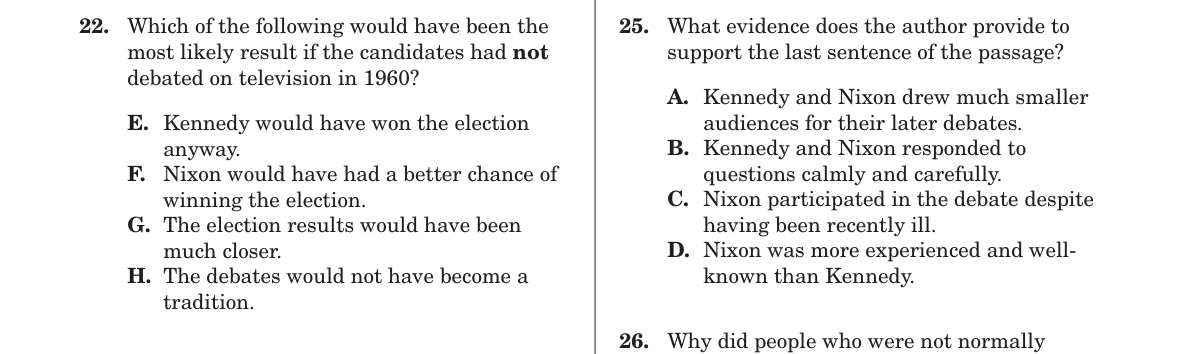 22. Which of the following would have been the
most likely result if the candidates had not
debated on television in 1960?
E. Kennedy would have won the election
anyway.
F. Nixon would have had a better chance of
winning the election.
G. The election results would have been
much closer.
H. The debates would not have become a
tradition.
25. What evidence does the author provide to
support the last sentence of the passage?
A. Kennedy and Nixon drew much smaller
audiences for their later debates.
B. Kennedy and Nixon responded to
questions calmly and carefully.
C. Nixon participated in the debate despite
having been recently ill.
D. Nixon was more experienced and well-
known than Kennedy.
26. Why did people who were not normally